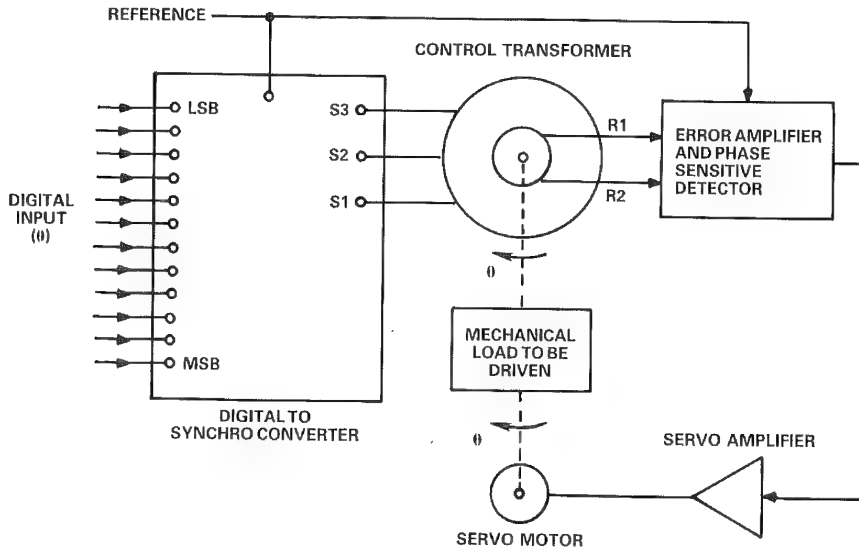 REFERENCE
CONTROL TRANSFORMER
LSB
S3
S2
S1
R1
R2
ERROR AMPLIFIER
AND PHASE
SENSITIVE
DETECTOR
DIGITAL
INPUT
(θ)
θ
MECHANICAL
LOAD TO BE
DRIVEN
MSB
DIGITAL TO
SYNCHRO CONVERTER
θ
SERVO AMPLIFIER
SERVO MOTOR